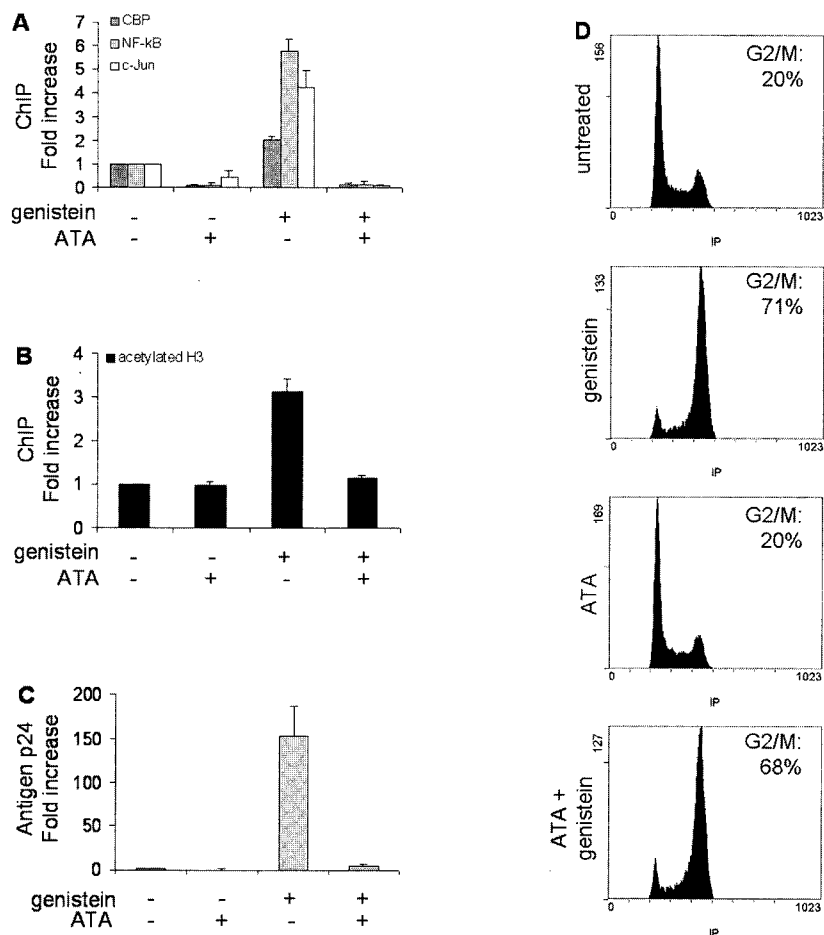 A
CBP
NF-kB
c-Jun
ChIP
Fold increase
7
6
5
4
3
2
1
0
genistein - - + +
ATA - + - +
B
acetylated H3
ChIP
Fold increase
4
3
2
1
0
genistein - - + +
ATA - + - +
C
Antigen p24
Fold increase
200
150
100
50
0
genistein - - + +
ATA - + - +
D
untreated
156
G2/M:
20%
0 1023
IP
genistein
133
G2/M:
71%
0 1023
IP
ATA
169
G2/M:
20%
0 1023
IP
ATA +
genistein
127
G2/M:
68%
0 1023
IP